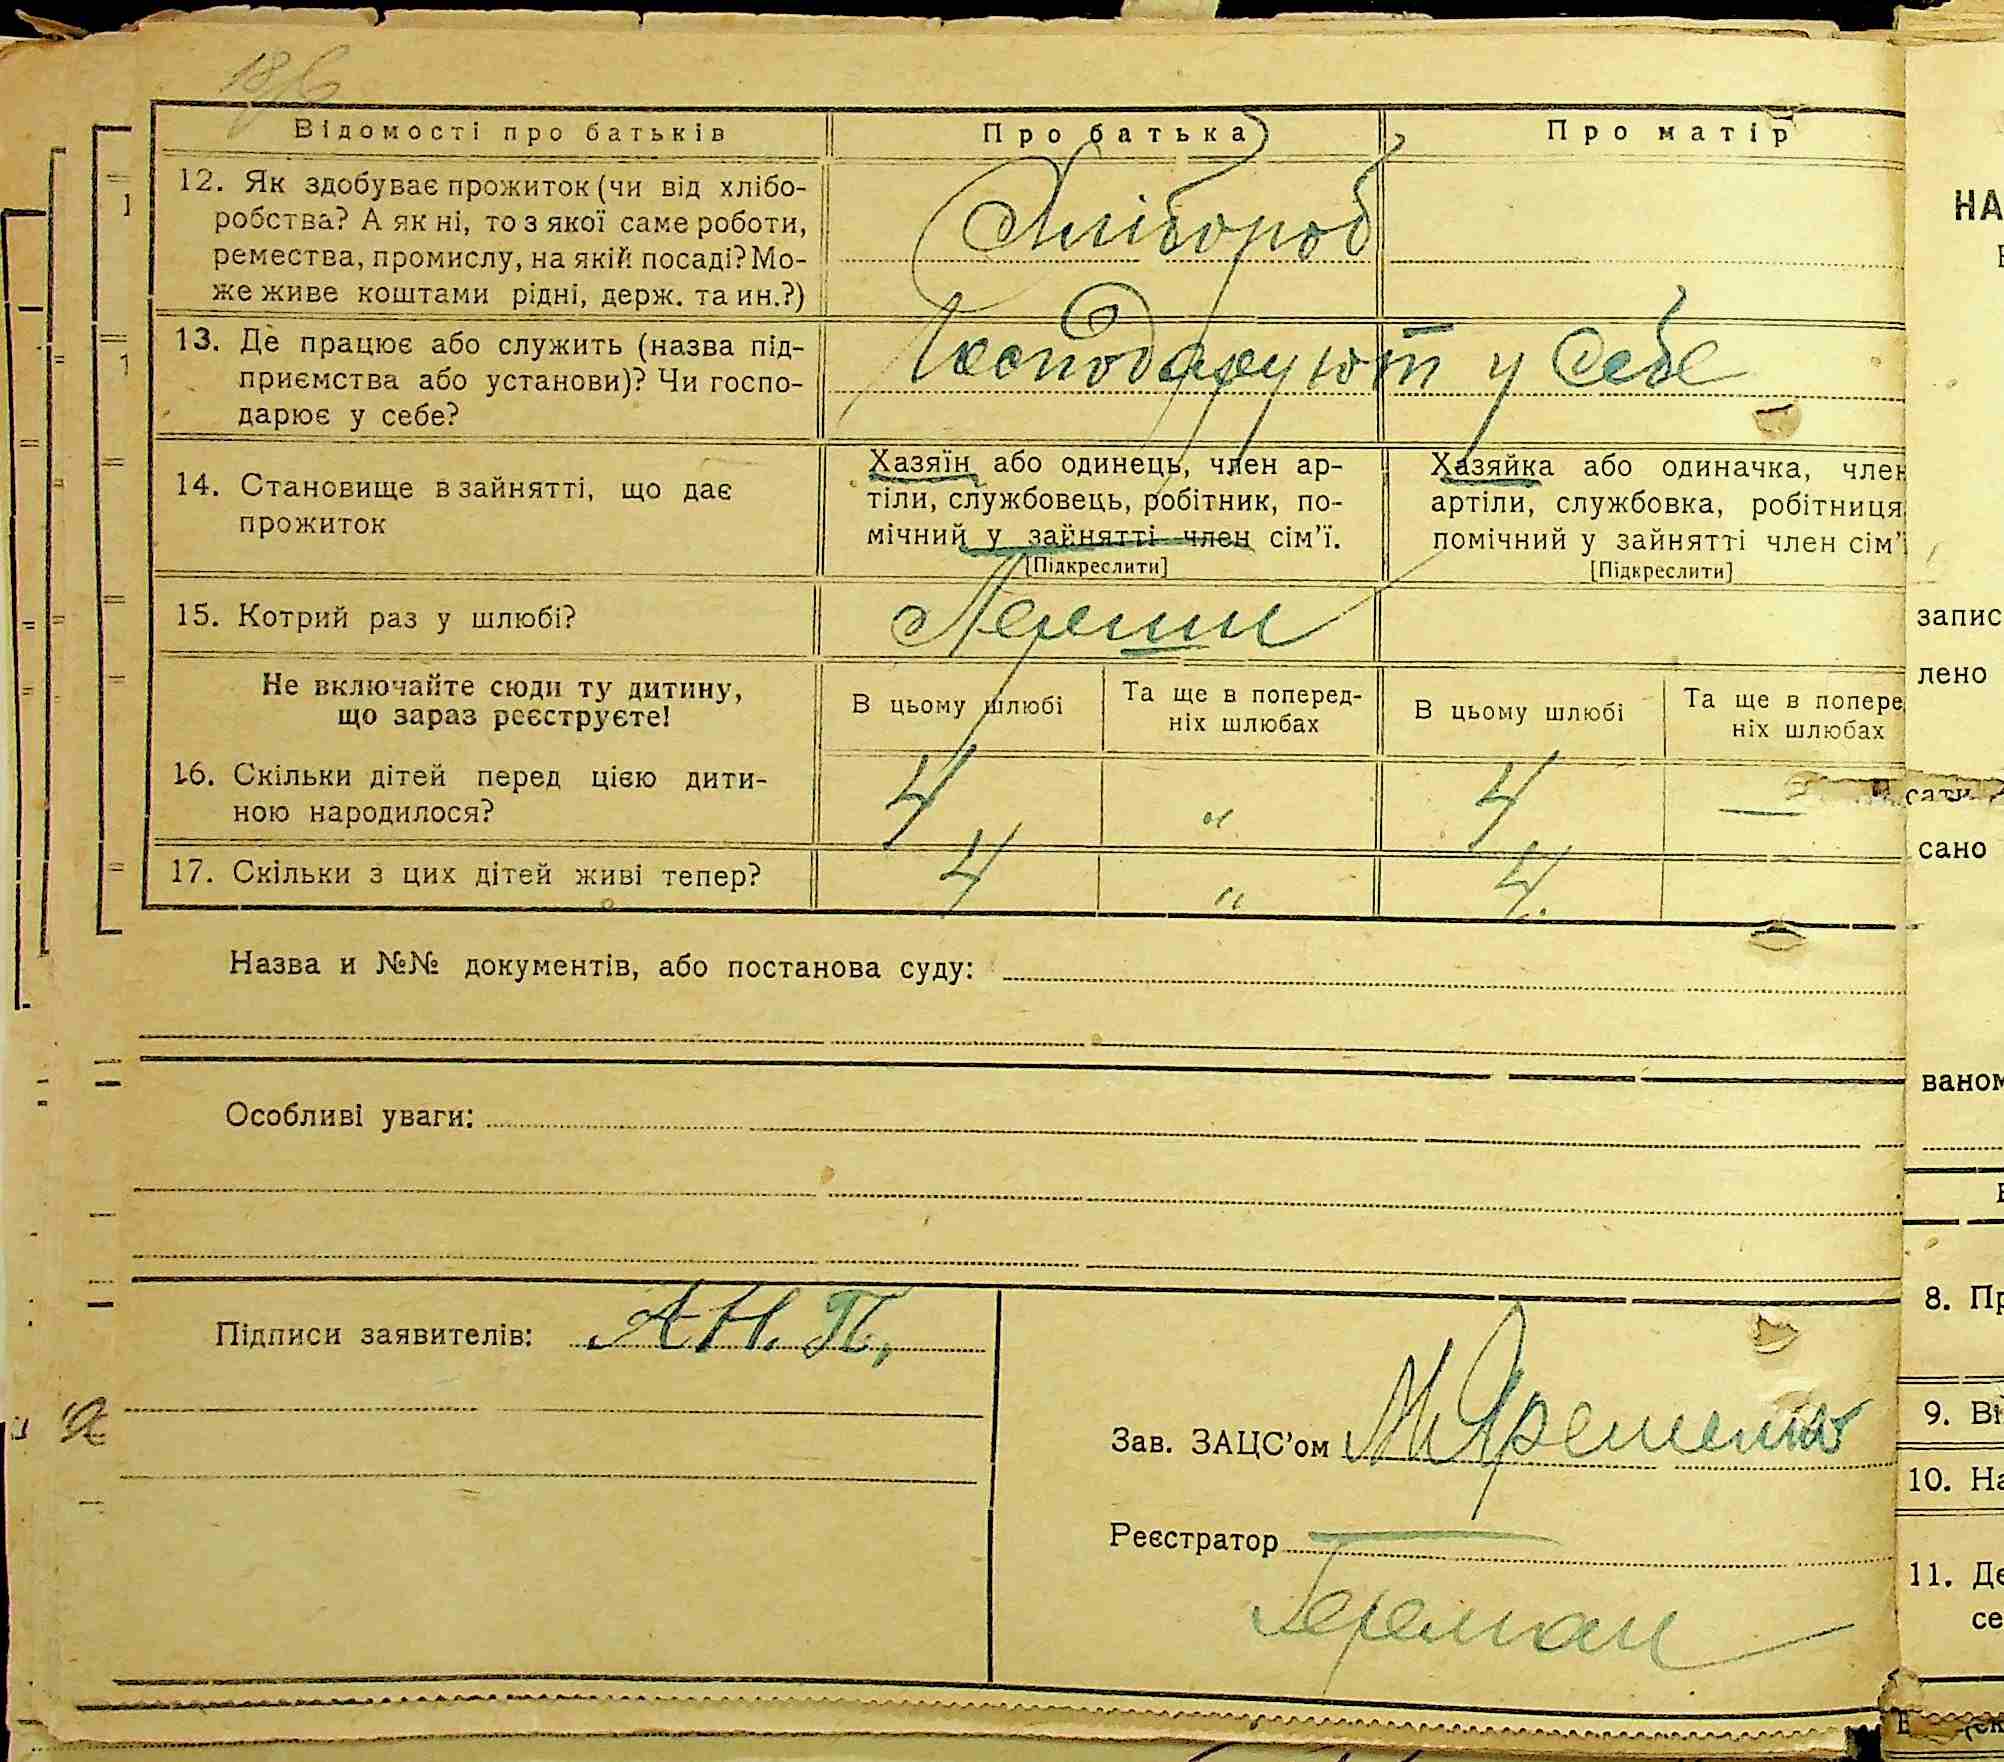 186
Відомості про батьків
Про батька
Про матір
12. Як здобуває прожиток (чи від хлібо-
робства? А як ні, то з якої саме роботи,
ремества, промислу, на якій посаді? Мо-
же живе коштами рідні, держ. та ин.?)
Хлібороб
13. Де працює або служить (назва під-
приємства або установи)? Чи госпо-
дарює у себе?
Господаруют у себе
14. Становище в зайнятті, що дає
прожиток
Хазяїн або одинець, член ар-
тіли, службовець, робітник, по-
мічний у зайнятті член сім'ї.
[Підкреслити]
Хазяйка або одиначка, член
артіли, службовка, робітниця
помічний у зайнятті член сім'ї
[Підкреслити]
15. Котрий раз у шлюбі?
Перший
Не включайте сюди ту дитину,
що зараз реєструєте!
В цьому шлюбі
Та ще в поперед-
ніх шлюбах
В цьому шлюбі
Та ще в попере
ніх шлюбах
16. Скільки дітей перед цією дити-
ною народилося?
4 " 4 —
17. Скільки з цих дітей живі тепер?
4 " 4.
Назва и №№ документів, або постанова суду:
Особливі уваги:
Підписи заявителів: АН. П,
Зав. ЗАЦС'ом
Реєстратор
НА
запис
лено
сати
сано
ваном
8. Пр
9. Ві
10. На
11. Де
се